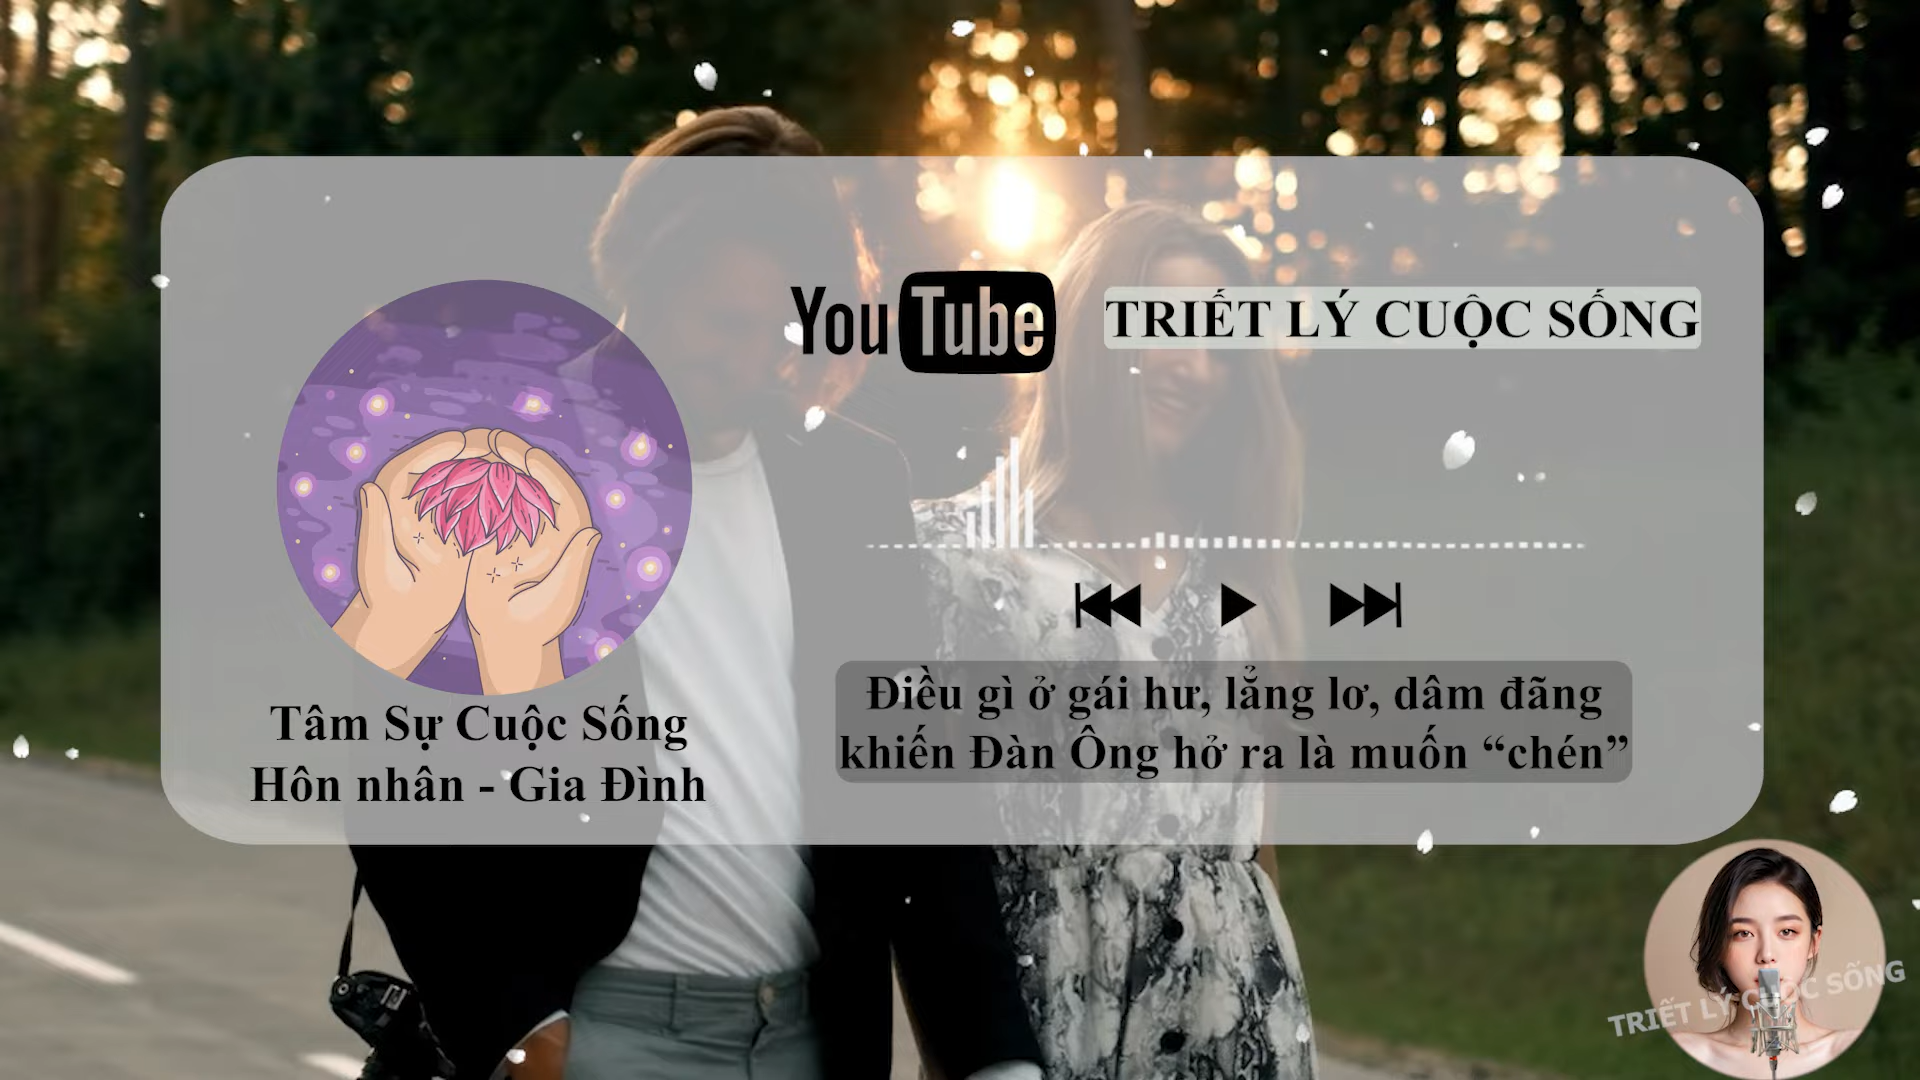 YouTube
TRIẾT LÝ CUỘC SỐNG
Tâm Sự Cuộc Sống
Hôn nhân - Gia Đình
Điều gì ở gái hư, lẳng lơ, dâm đãng
khiến Đàn Ông hở ra là muốn “chén”
TRIẾT LÝ CUỘC SỐNG